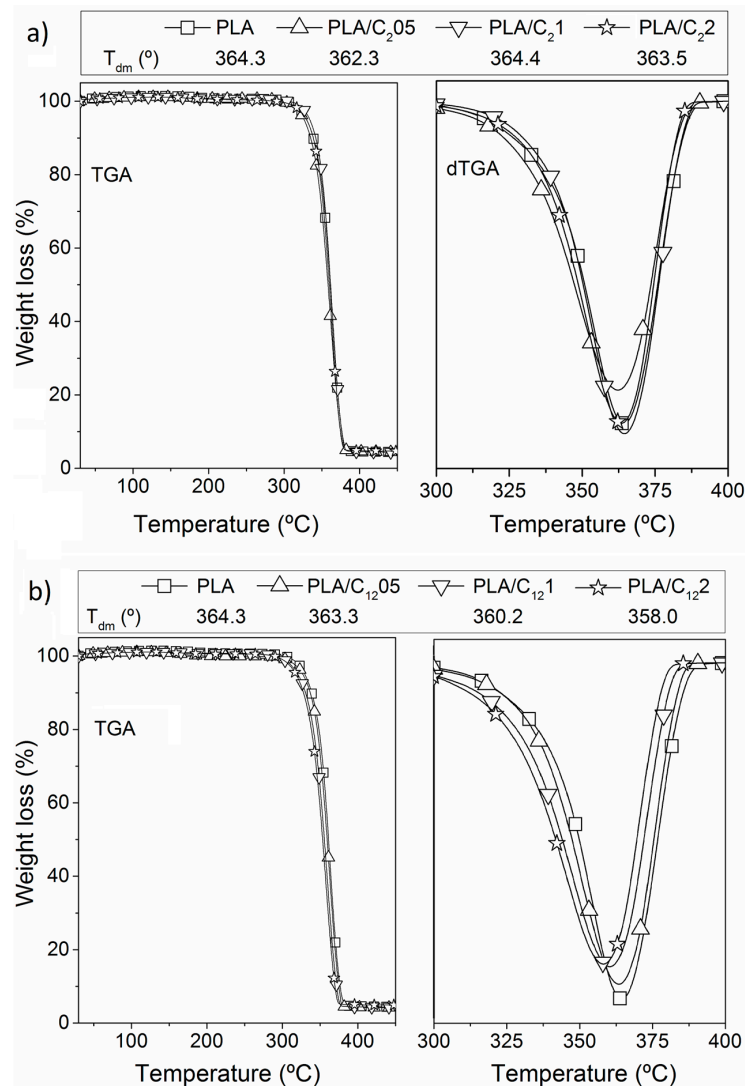 a)
PLA PLA/C₂05 PLA/C₂1 PLA/C₂2
Tdm (º) 364.3 362.3 364.4 363.5
100
80
60
40
20
0
Weight loss (%)
TGA
dTGA
100 200 300 400
300 325 350 375 400
Temperature (ºC) Temperature (ºC)
b)
PLA PLA/C₁₂05 PLA/C₁₂1 PLA/C₁₂2
Tdm (º) 364.3 363.3 360.2 358.0
100
80
60
40
20
0
Weight loss (%)
TGA
100 200 300 400
300 325 350 375 400
Temperature (ºC) Temperature (ºC)